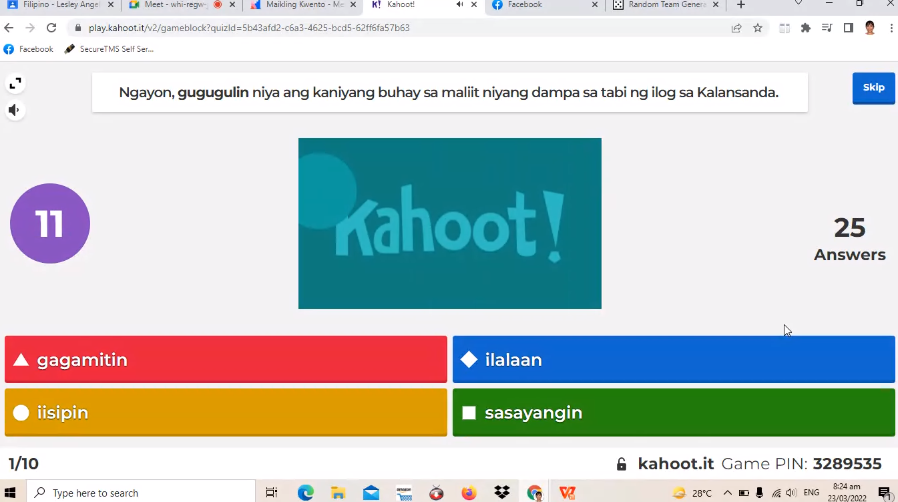 Filipino - Lesley Ange
Meet - whi-regw-
Maikling Kwento - Me
Kahoot!
Facebook
Random Team Gener
play.kahoot.it/v2/gameblock?quizId=5b43afd2-c6a3-4625-bcd5-62ff6fa57b63
Facebook
SecureTMS Self Ser...
Ngayon, gugugulin niya ang kaniyang buhay sa maliit niyang dampa sa tabi ng ilog sa Kalansanda.
Skip
11
Kahoot!
25
Answers
gagamitin
ilalaan
iisipin
sasayangin
1/10
kahoot.it Game PIN: 3289535
Type here to search
28°C
ENG
8:24 am
23/03/2022